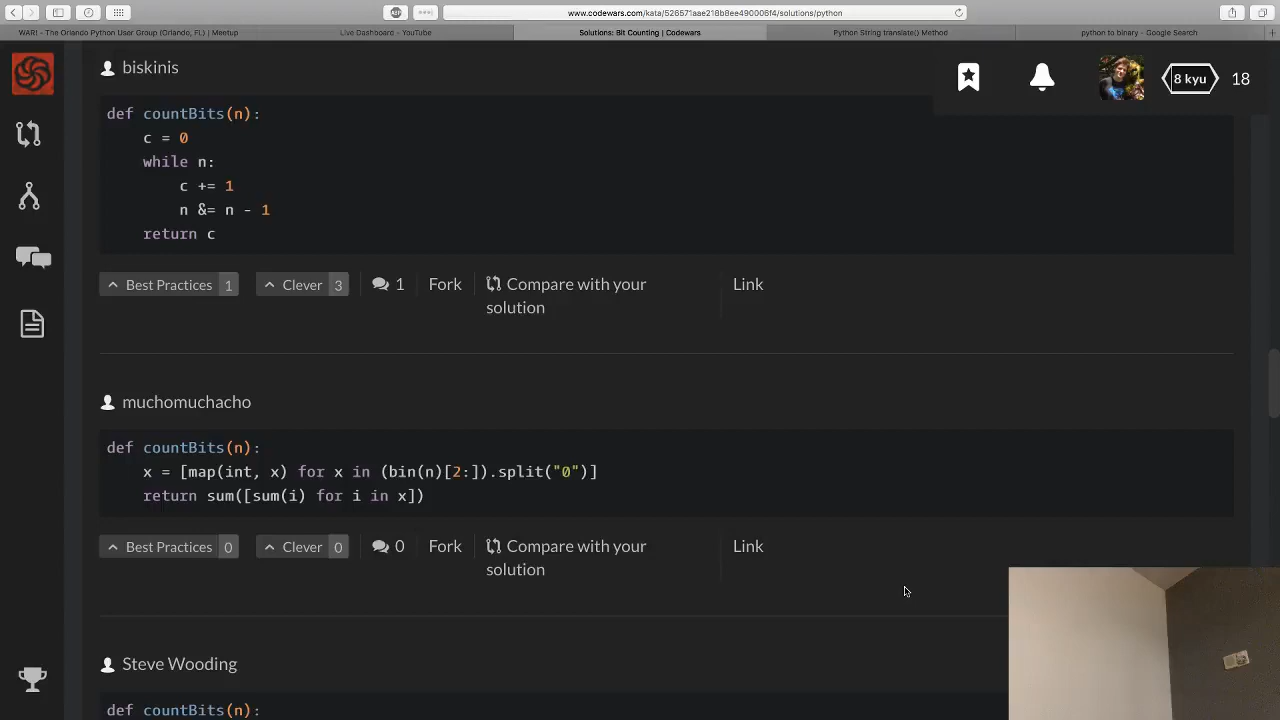 www.codewars.com/kata/526571aae218b8ee490006f4/solutions/python
WAR! - The Orlando Python User Group (Orlando, FL) | Meetup
Live Dashboard - YouTube
Solutions: Bit Counting | Codewars
Python String translate() Method
python to binary - Google Search
8 kyu
18
biskinis
def countBits(n):
c = 0
while n:
c += 1
n &= n - 1
return c
Best Practices 1
Clever 3
1
Fork
Compare with your
solution
Link
muchomuchacho
def countBits(n):
x = [map(int, x) for x in (bin(n)[2:]).split("0")]
return sum([sum(i) for i in x])
Best Practices 0
Clever 0
0
Fork
Compare with your
solution
Link
Steve Wooding
def countBits(n):